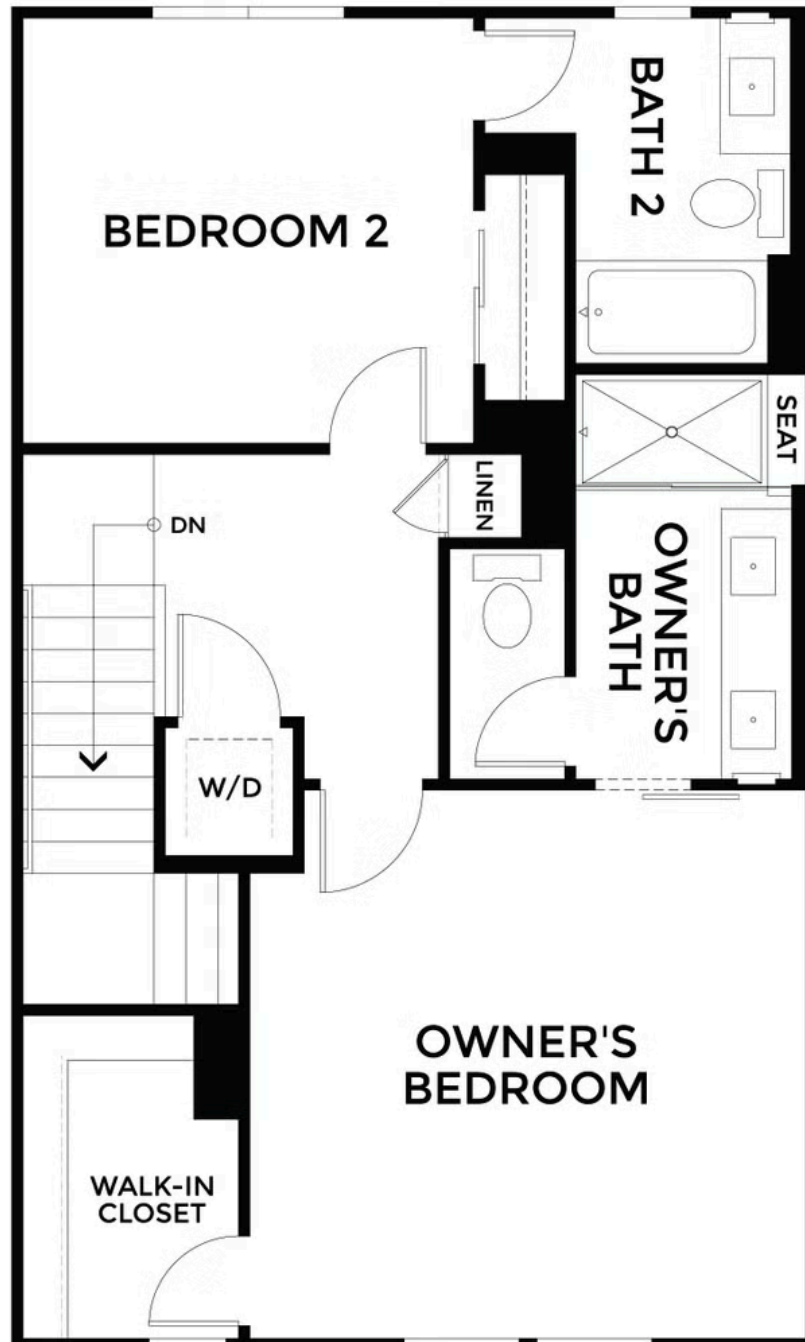 BATH 2
BEDROOM 2
SEAT
LINEN
DN
OWNER'S
BATH
W/D
OWNER'S
BEDROOM
WALK-IN
CLOSET